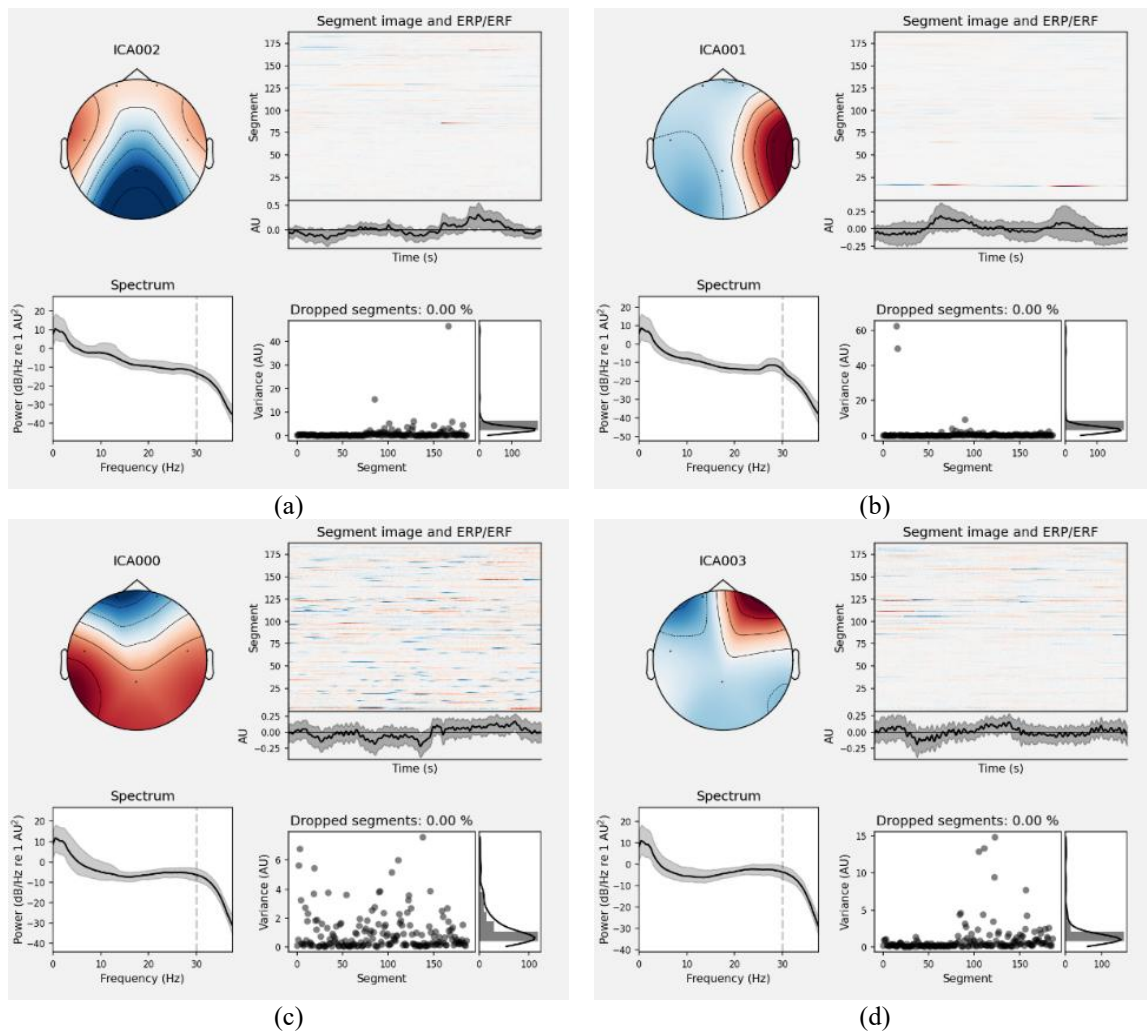 Segment image and ERP/ERF
ICA002
175
150
125
100
75
50
25
Segment
0.5
0.0
AU
Time (s)
Spectrum
20
10
0
−10
−20
−30
−40
Power (dB/Hz re 1 AU²)
0 10 20 30
Frequency (Hz)
Dropped segments: 0.00 %
40
20
0
Variance (AU)
0 50 100 150
Segment
0 100
(a)
Segment image and ERP/ERF
ICA001
175
150
125
100
75
50
25
Segment
0.25
0.00
−0.25
AU
Time (s)
Spectrum
20
10
0
−10
−20
−30
−40
−50
Power (dB/Hz re 1 AU²)
0 10 20 30
Frequency (Hz)
Dropped segments: 0.00 %
60
40
20
0
Variance (AU)
0 50 100 150
Segment
0 100
(b)
Segment image and ERP/ERF
ICA000
175
150
125
100
75
50
25
Segment
0.25
0.00
−0.25
AU
Time (s)
Spectrum
20
10
0
−10
−20
−30
−40
Power (dB/Hz re 1 AU²)
0 10 20 30
Frequency (Hz)
Dropped segments: 0.00 %
6
4
2
0
Variance (AU)
0 50 100 150
Segment
0 50 100
(c)
Segment image and ERP/ERF
ICA003
175
150
125
100
75
50
25
Segment
0.25
0.00
−0.25
AU
Time (s)
Spectrum
20
10
0
−10
−20
−30
−40
Power (dB/Hz re 1 AU²)
0 10 20 30
Frequency (Hz)
Dropped segments: 0.00 %
15
10
5
0
Variance (AU)
0 50 100 150
Segment
0 100
(d)